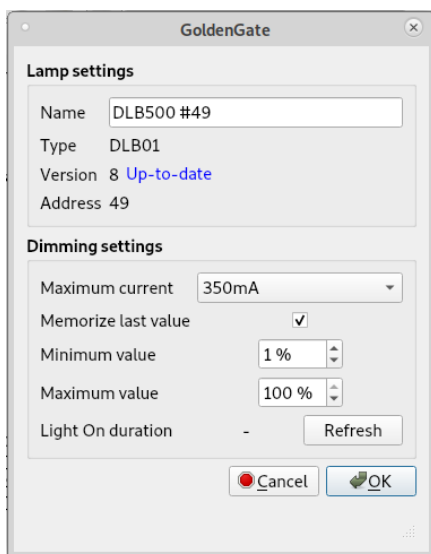 GoldenGate
Lamp settings
Name DLB500 #49
Type DLB01
Version 8 Up-to-date
Address 49
Dimming settings
Maximum current 350mA
Memorize last value
Minimum value 1 %
Maximum value 100 %
Light On duration - Refresh
Cancel OK